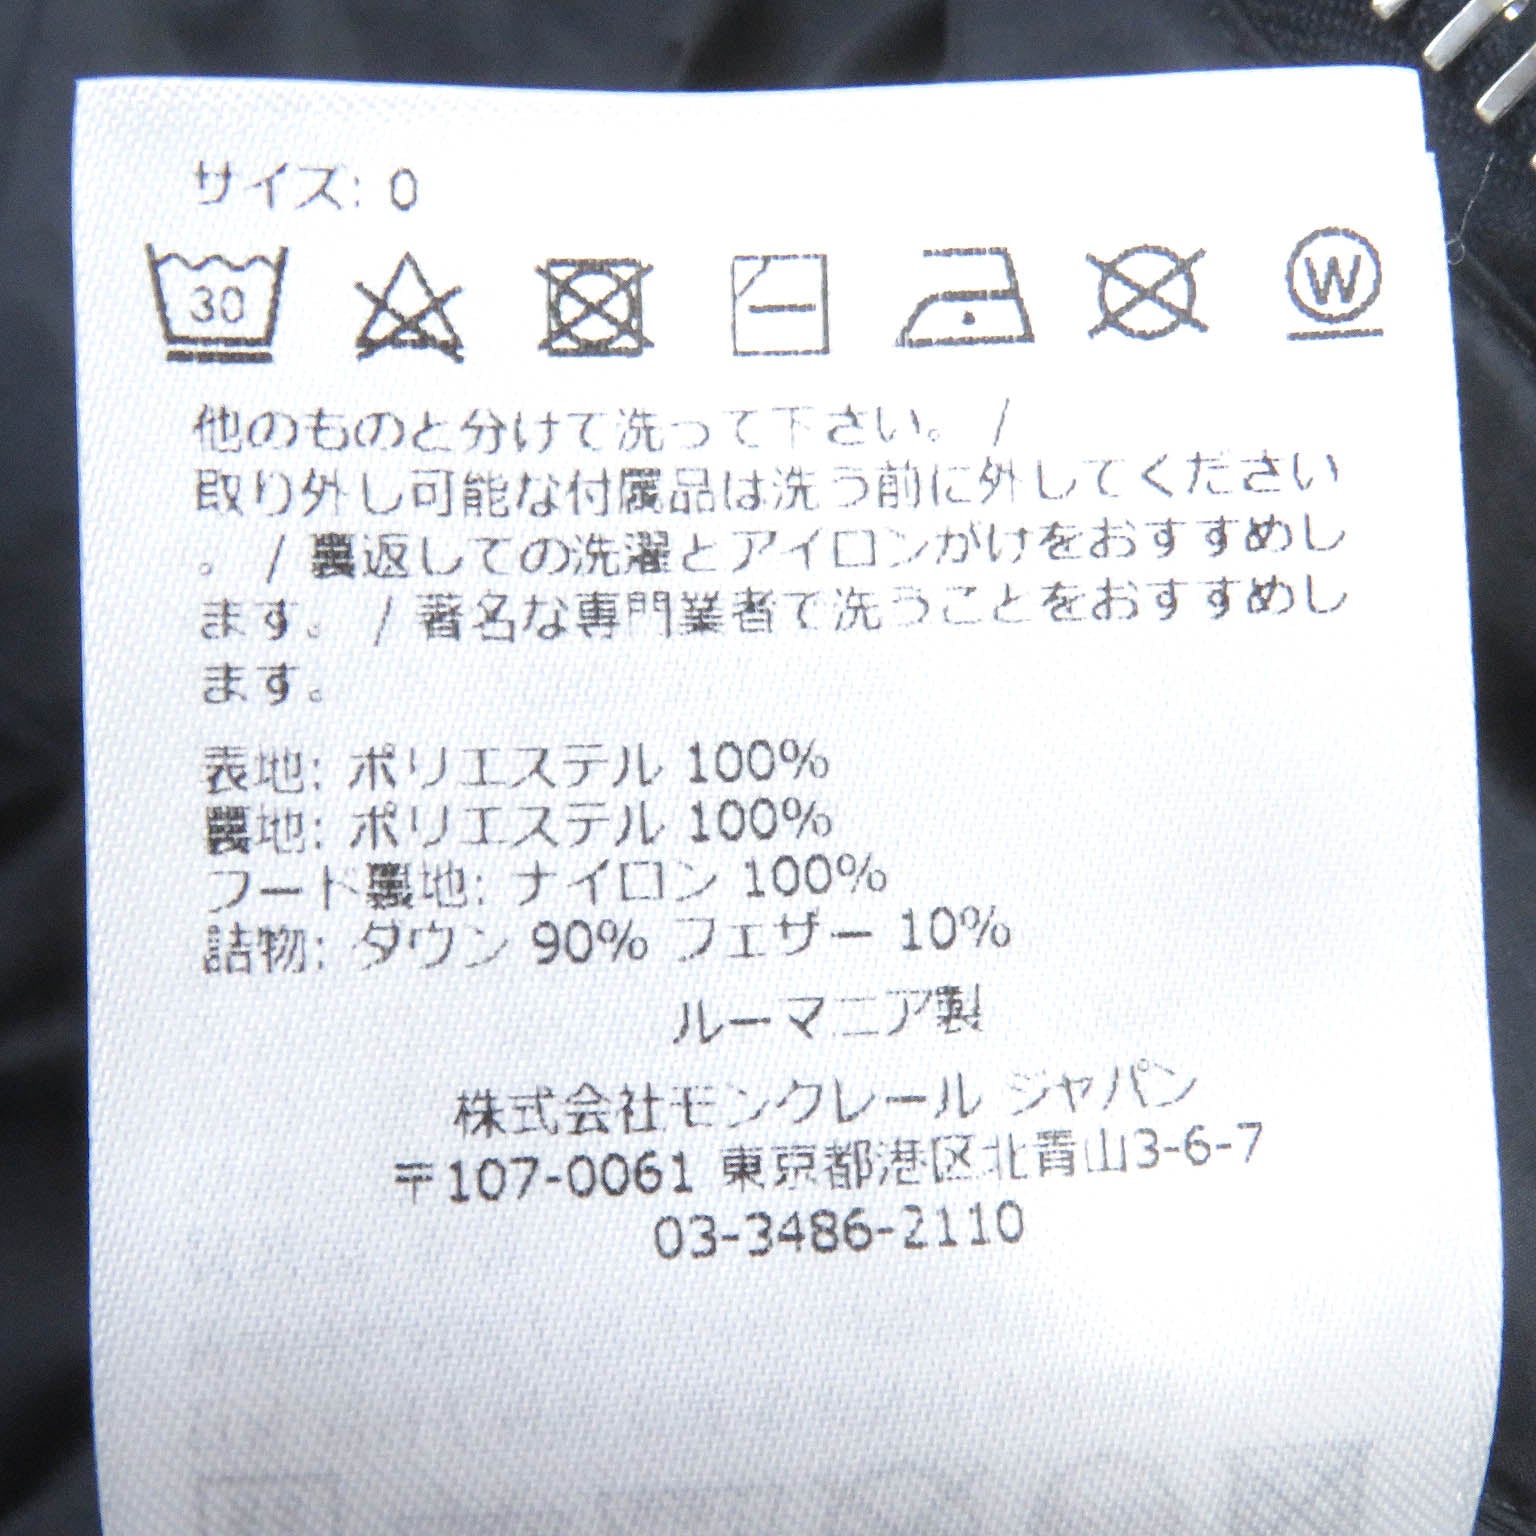 サイズ: 0
30
W
他のものと分けて洗って下さい。 /
取り外し可能な付属品は洗う前に外してください
。 / 裏返しての洗濯とアイロンがけをおすすめし
ます。 / 著名な専門業者で洗うことをおすすめし
ます。
表地: ポリエステル 100%
裏地: ポリエステル 100%
フード裏地: ナイロン 100%
詰物: ダウン 90% フェザー 10%
ルーマニア製
株式会社モンクレール ジャパン
〒107-0061 東京都港区北青山3-6-7
03-3486-2110